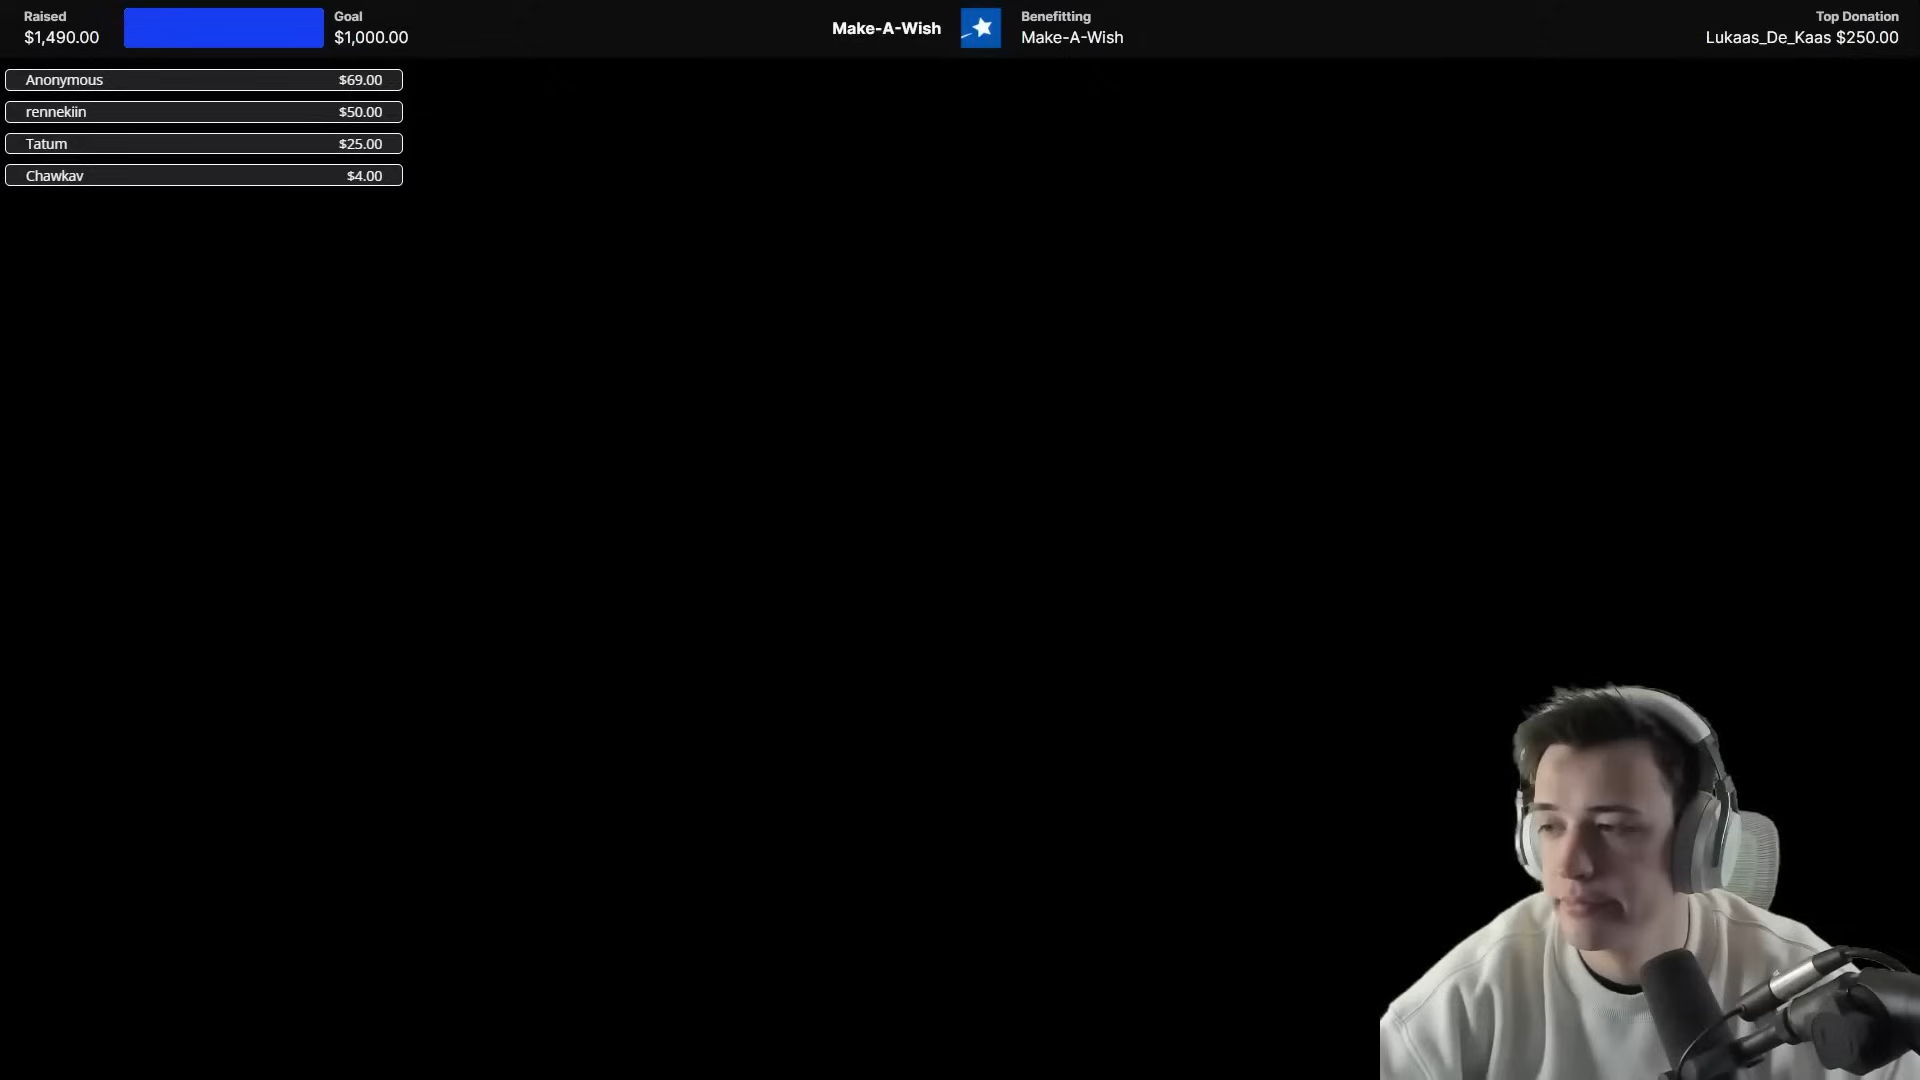 Raised
$1,490.00
Goal
$1,000.00
Make-A-Wish
Benefitting
Make-A-Wish
Top Donation
Lukaas_De_Kaas $250.00
Anonymous $69.00
rennekiin $50.00
Tatum $25.00
Chawkav $4.00